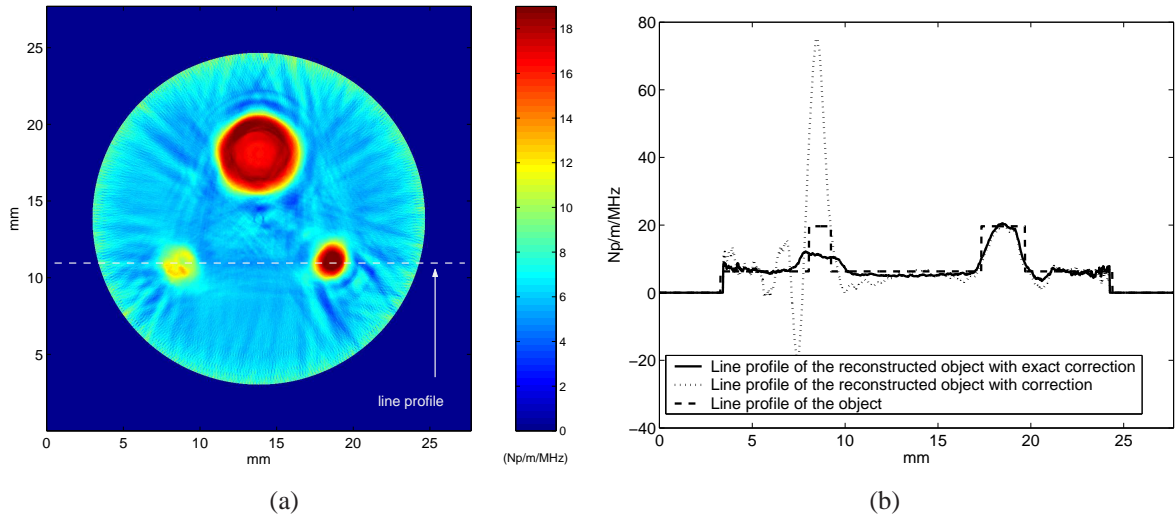 25
20
15
10
5
0
mm
0 5 10 15 20 25
mm
line profile
18
16
14
12
10
8
6
4
2
0
(Np/m/MHz)
(a)
80
60
40
20
0
−20
−40
Np/m/MHz
Line profile of the reconstructed object with exact correction
Line profile of the reconstructed object with correction
Line profile of the object
0 5 10 15 20 25
mm
(b)